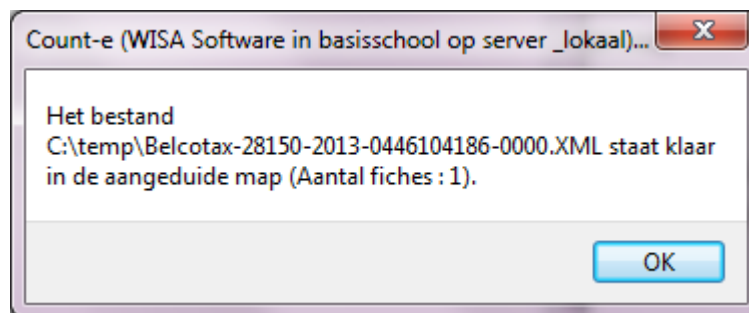 Count-e (WISA Software in basisschool op server _lokaal)...
Het bestand
C:\temp\Belcotax-28150-2013-0446104186-0000.XML staat klaar
in de aangeduide map (Aantal fiches : 1).
OK